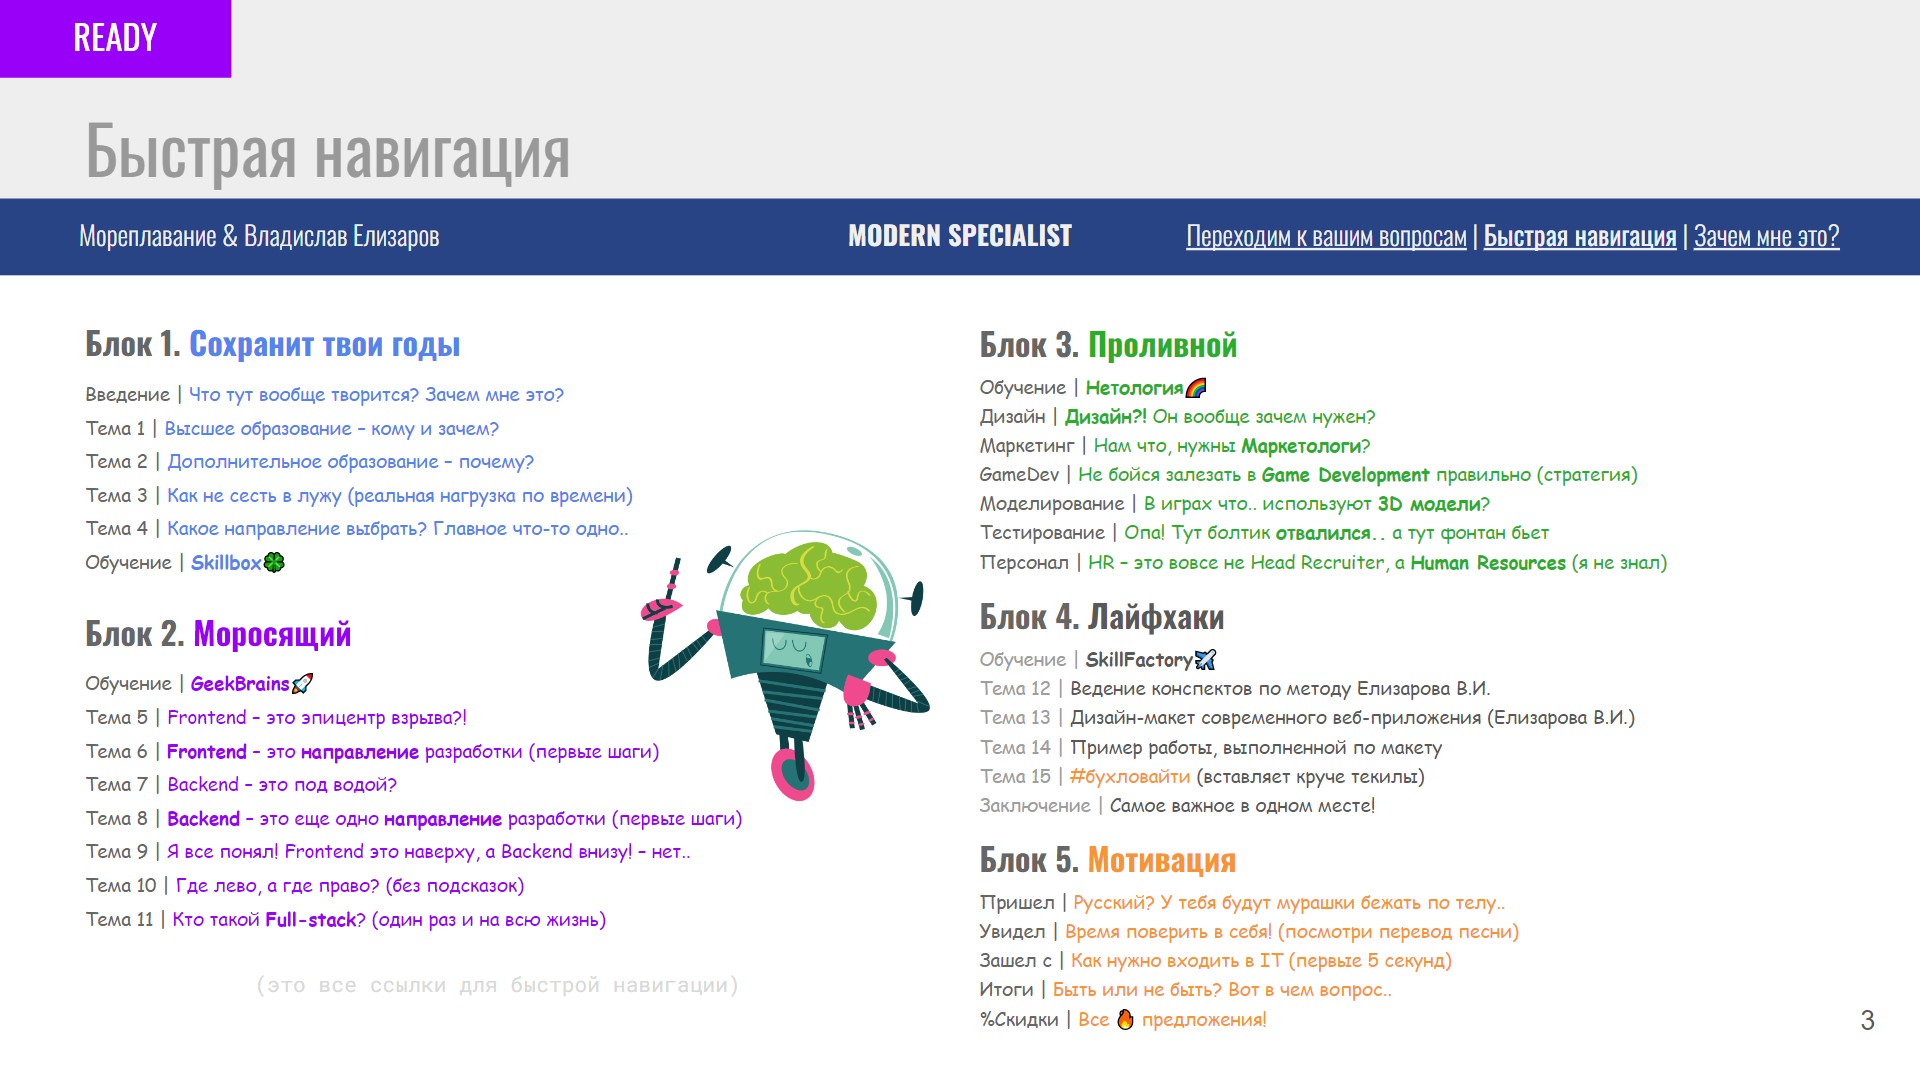 READY
Быстрая навигация
Мореплавание & Владислав Елизаров
MODERN SPECIALIST
Переходим к вашим вопросам | Быстрая навигация | Зачем мне это?
Блок 1. Сохранит твои годы
Введение | Что тут вообще творится? Зачем мне это?
Тема 1 | Высшее образование – кому и зачем?
Тема 2 | Дополнительное образование – почему?
Тема 3 | Как не сесть в лужу (реальная нагрузка по времени)
Тема 4 | Какое направление выбрать? Главное что-то одно..
Обучение | Skillbox🍀
Блок 2. Моросящий
Обучение | GeekBrains🚀
Тема 5 | Frontend – это эпицентр взрыва?!
Тема 6 | Frontend – это направление разработки (первые шаги)
Тема 7 | Backend – это под водой?
Тема 8 | Backend – это еще одно направление разработки (первые шаги)
Тема 9 | Я все понял! Frontend это наверху, а Backend внизу! – нет..
Тема 10 | Где лево, а где право? (без подсказок)
Тема 11 | Кто такой Full-stack? (один раз и на всю жизнь)
(это все ссылки для быстрой навигации)
Блок 3. Проливной
Обучение | Нетология🌈
Дизайн | Дизайн?! Он вообще зачем нужен?
Маркетинг | Нам что, нужны Маркетологи?
GameDev | Не бойся залезать в Game Development правильно (стратегия)
Моделирование | В играх что.. используют 3D модели?
Тестирование | Опа! Тут болтик отвалился.. а тут фонтан бьет
Персонал | HR – это вовсе не Head Recruiter, а Human Resources (я не знал)
Блок 4. Лайфхаки
Обучение | SkillFactory✈️
Тема 12 | Ведение конспектов по методу Елизарова В.И.
Тема 13 | Дизайн-макет современного веб-приложения (Елизарова В.И.)
Тема 14 | Пример работы, выполненной по макету
Тема 15 | #бухловайти (вставляет круче текилы)
Заключение | Самое важное в одном месте!
Блок 5. Мотивация
Пришел | Русский? У тебя будут мурашки бежать по телу..
Увидел | Время поверить в себя! (посмотри перевод песни)
Зашел с | Как нужно входить в IT (первые 5 секунд)
Итоги | Быть или не быть? Вот в чем вопрос..
%Скидки | Все 🔥 предложения!
3